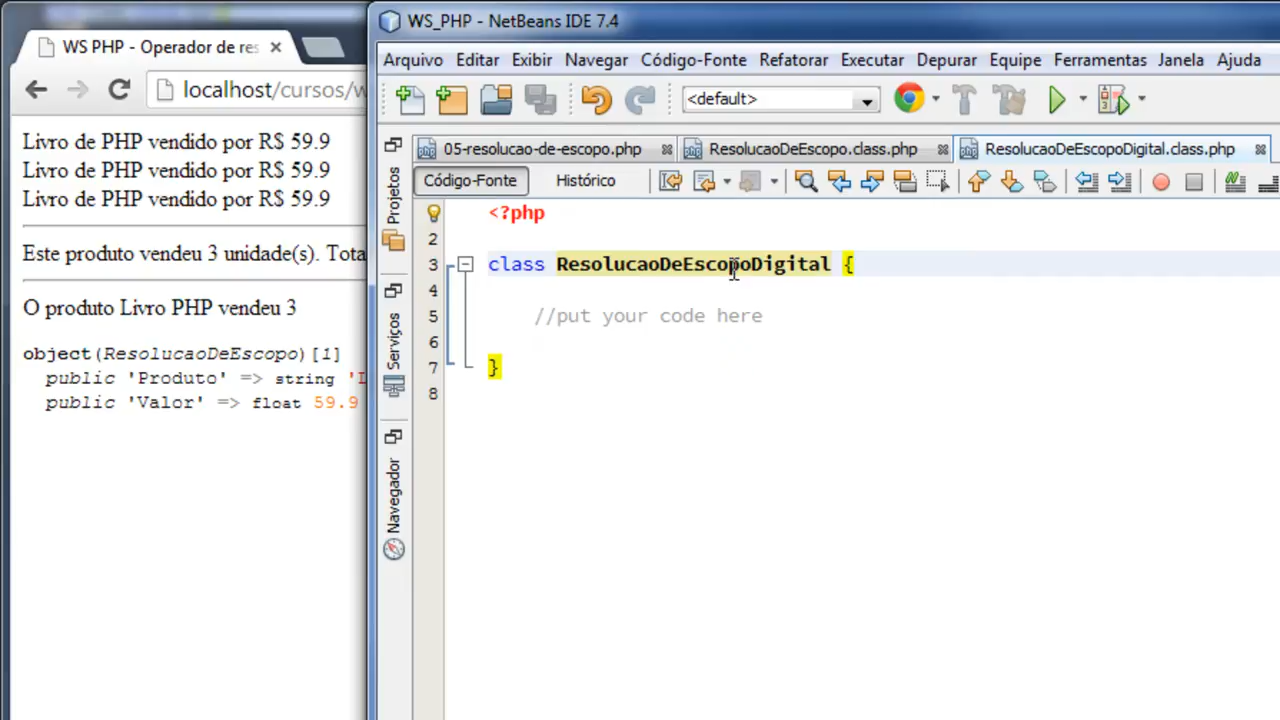 WS PHP - Operador de res
localhost/cursos/w
Livro de PHP vendido por R$ 59.9
Livro de PHP vendido por R$ 59.9
Livro de PHP vendido por R$ 59.9
Este produto vendeu 3 unidade(s). Tota
O produto Livro PHP vendeu 3
object(ResolucaoDeEscopo)[1]
public 'Produto' => string 'L
public 'Valor' => float 59.9
WS_PHP - NetBeans IDE 7.4
Arquivo Editar Exibir Navegar Código-Fonte Refatorar Executar Depurar Equipe Ferramentas Janela Ajuda
<default>
05-resolucao-de-escopo.php ResolucaoDeEscopo.class.php ResolucaoDeEscopoDigital.class.php
Código-Fonte Histórico
Projetos
Serviços
Navegador
<?php
2
3 class ResolucaoDeEscopoDigital {
4
5 //put your code here
6
7 }
8